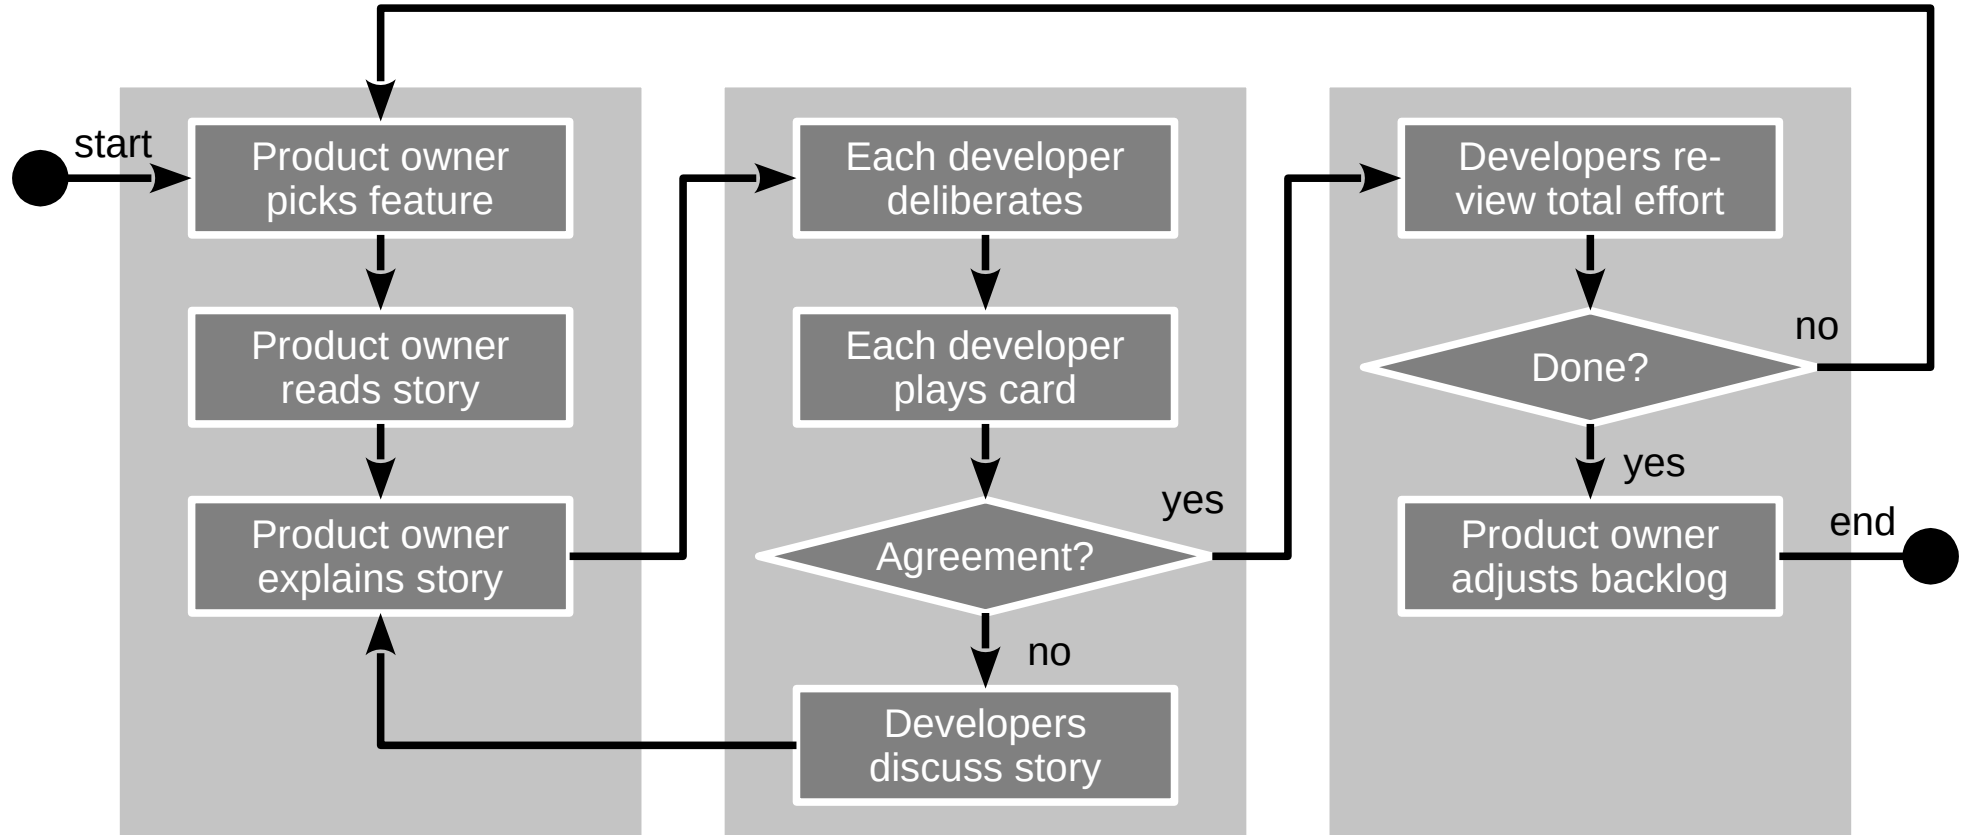 start
Product owner
picks feature
Product owner
reads story
Product owner
explains story
Each developer
deliberates
Each developer
plays card
Agreement?
yes
no
Developers
discuss story
Developers re-
view total effort
Done?
no
yes
Product owner
adjusts backlog
end